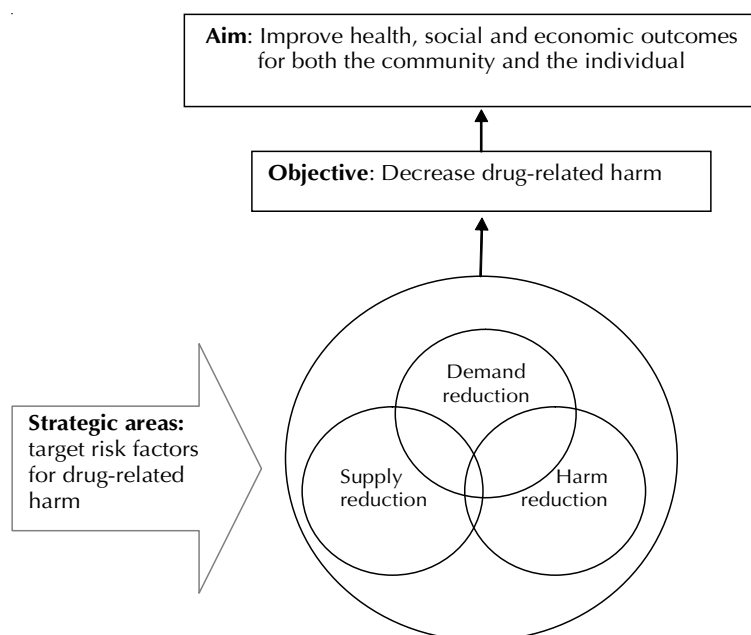 Aim: Improve health, social and economic outcomes
for both the community and the individual
Objective: Decrease drug-related harm
Demand
reduction
Strategic areas:
target risk factors
for drug-related
harm
Supply
reduction
Harm
reduction